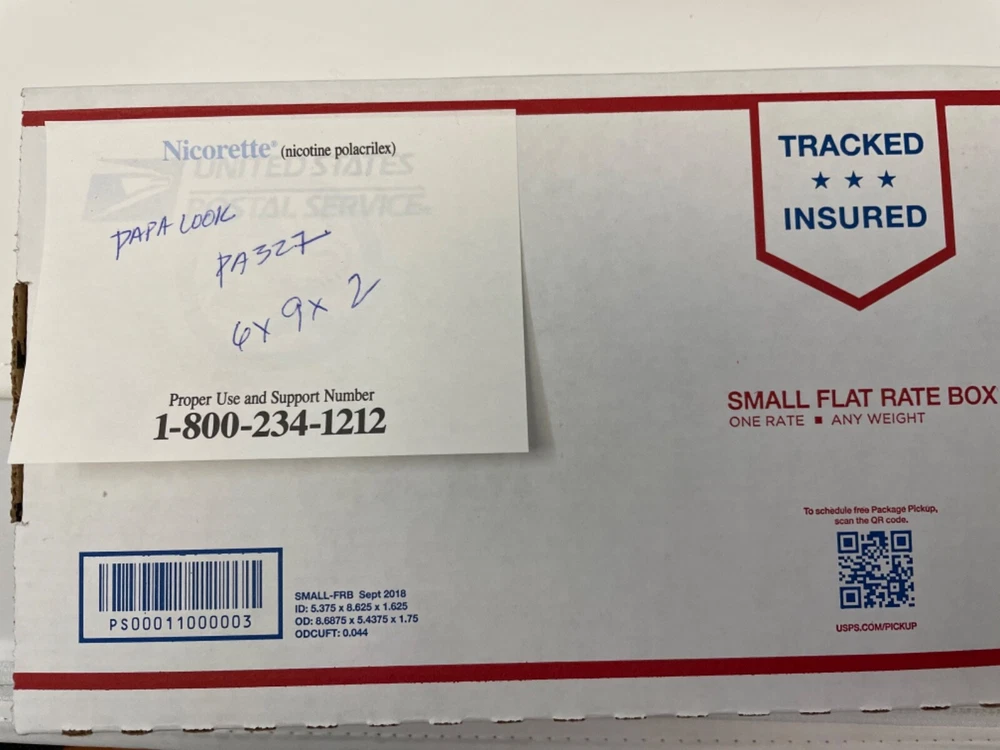 Nicorette® (nicotine polacrilex)
UNITED STATES
POSTAL SERVICE®
PAPA LOOK
PA327
6x9x2
Proper Use and Support Number
1-800-234-1212
TRACKED
INSURED
SMALL FLAT RATE BOX
ONE RATE ■ ANY WEIGHT
To schedule free Package Pickup,
scan the QR code.
USPS.COM/PICKUP
PS00011000003
SMALL-FRB Sept 2018
ID: 5.375 x 8.625 x 1.625
OD: 8.6875 x 5.4375 x 1.75
ODCUFT: 0.044